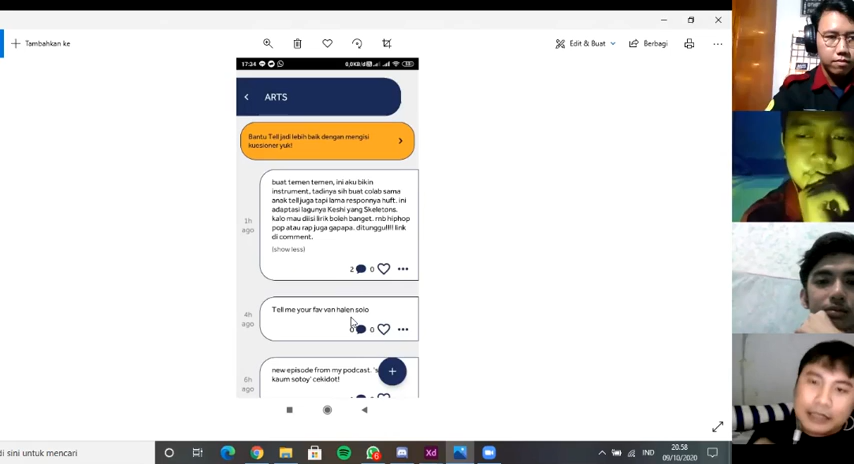 Tambahkan ke
Edit & Buat
Berbagi
17:34
ARTS
Bantu Tell jadi lebih baik dengan mengisi
kuesioner yuk!
1h
ago
buat temen temen, ini aku bikin
instrument, tadinya sih buat colab sama
anak tell juga tapi lama responnya huft. ini
adaptasi lagunya Keshi yang Skeletons.
kalo mau diisi lirik boleh banget. rnb hiphop
pop atau rap juga gapapa. ditunggu!!! lirik
di comment.
(show less)
2 0
4h
ago
Tell me your fav van halen solo
0 0
6h
ago
new episode from my podcast.
kaum sotoy' cekidot!
di sini untuk mencari
Xd
6
IND
20.58
09/10/2020